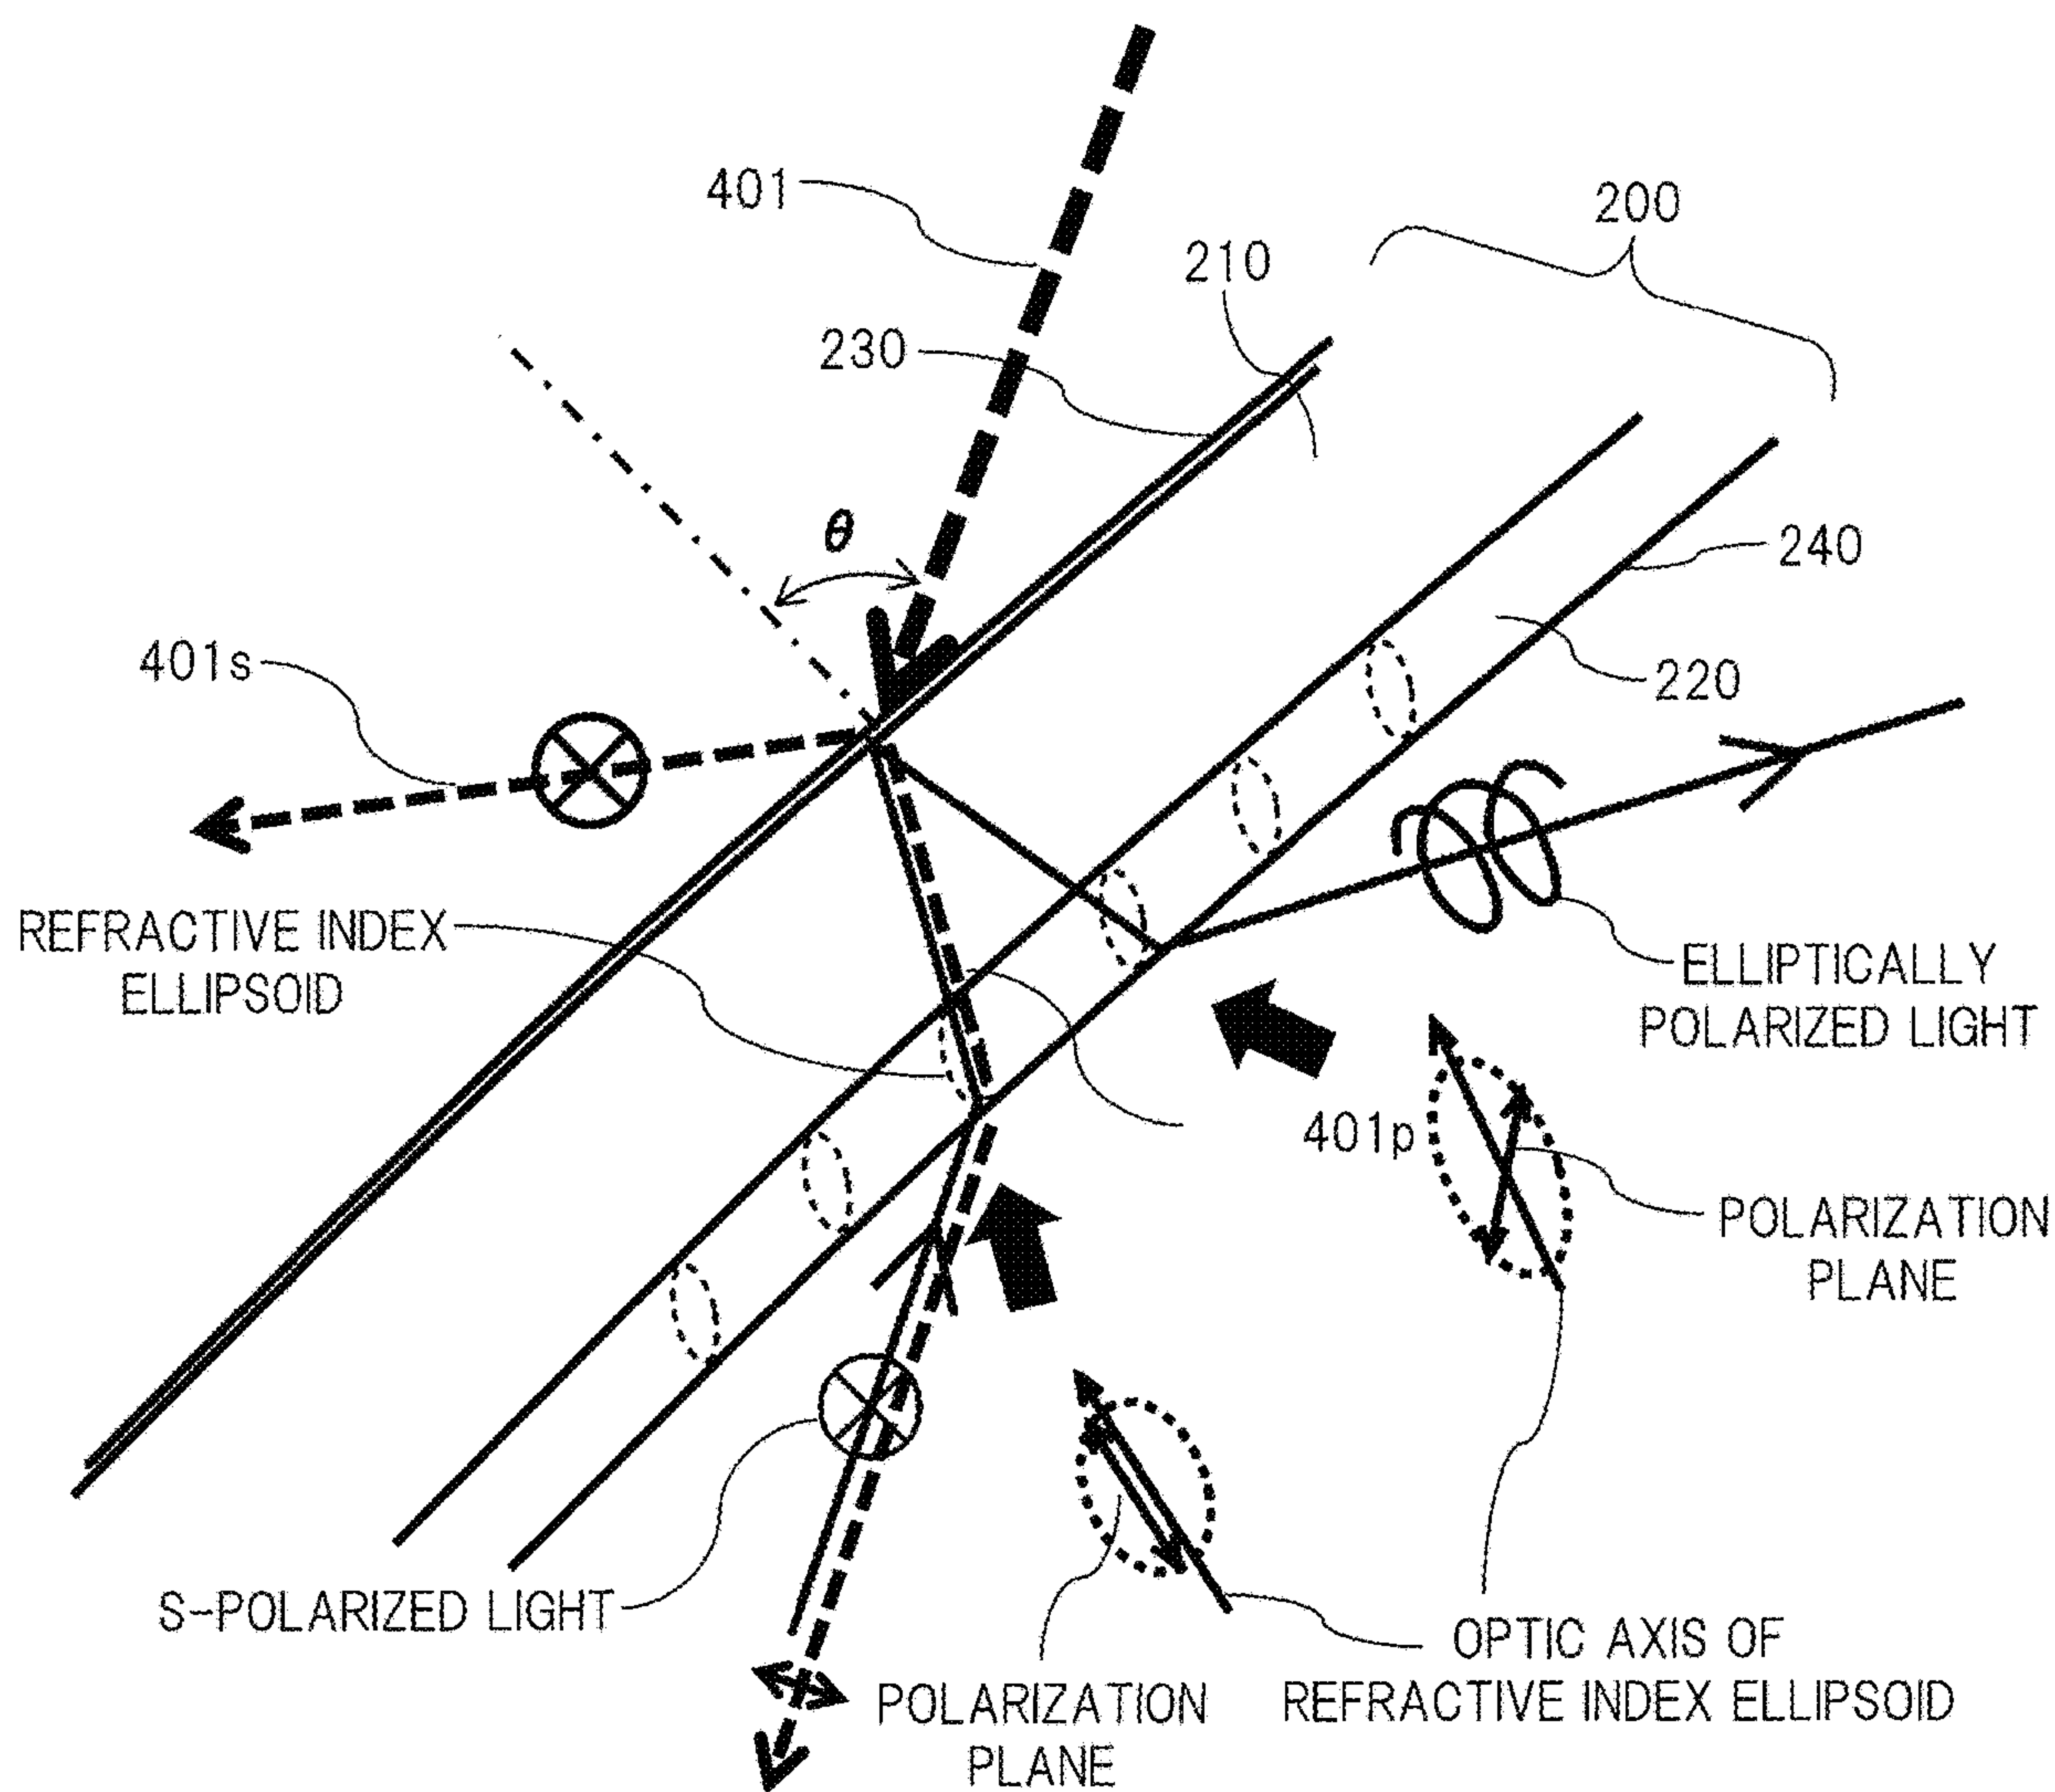 401
200
210
230
θ
240
401s
220
REFRACTIVE INDEX
ELLIPSOID
ELLIPTICALLY
POLARIZED LIGHT
401p
POLARIZATION
PLANE
S-POLARIZED LIGHT
OPTIC AXIS OF
REFRACTIVE INDEX ELLIPSOID
POLARIZATION
PLANE